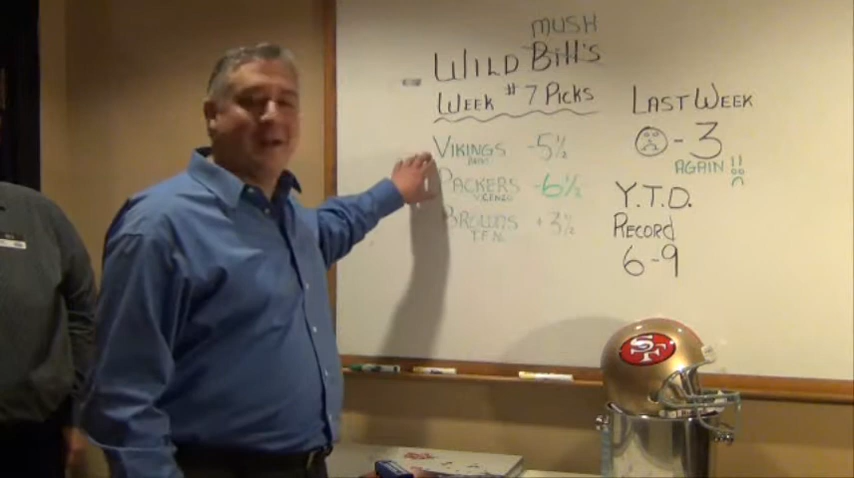 MUSH
WILD Bill's
WEEK #7 PICKS
VIKINGS -5½
PACKERS -6½
BROWNS +3½
LAST WEEK
- 3
AGAIN !!
Y.T.D.
RECORD
6-9
SF